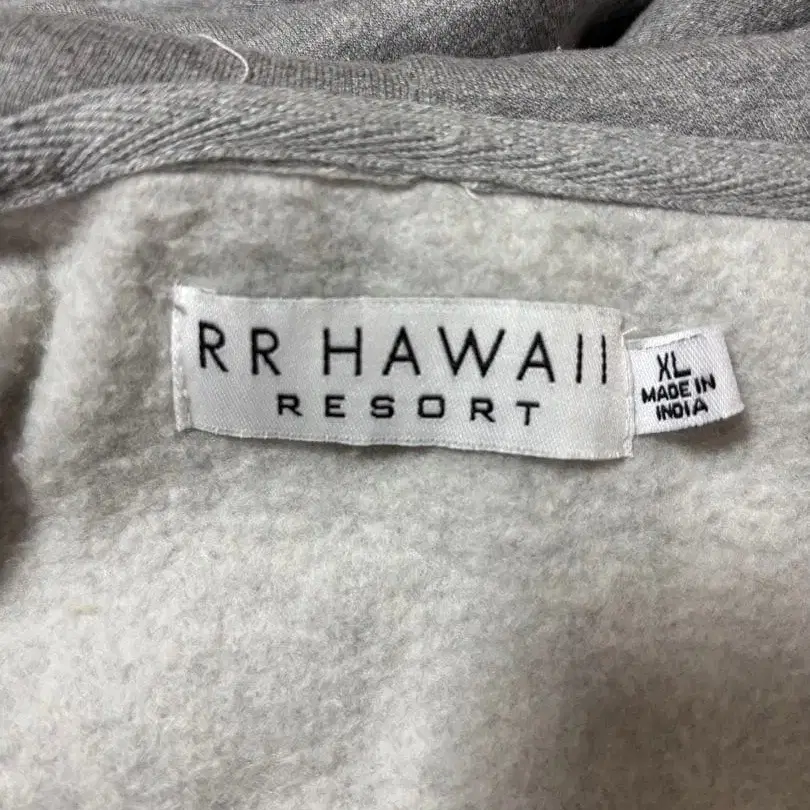 RR HAWAII
RESORT
XL
MADE IN
INDIA